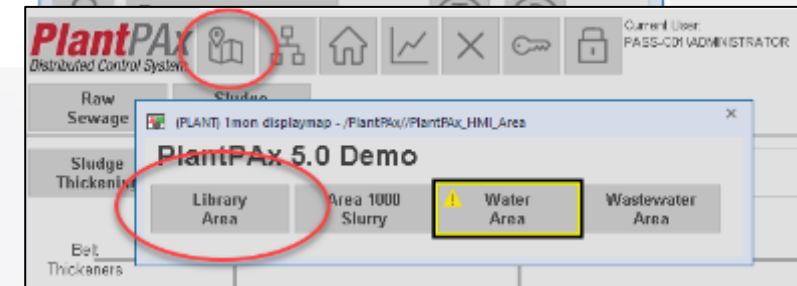 PlantPAx
Distributed Control System
Current User:
PASS-C01\ADMINISTRATOR
Raw
Sewage
Sludge
(PLANT) 1mon displaymap - /PlantPAx//PlantPAx_HMI_Area
×
PlantPAx 5.0 Demo
Sludge
Thickening
Library
Area
Area 1000
Slurry
Water
Area
Wastewater
Area
Belt
Thickeners